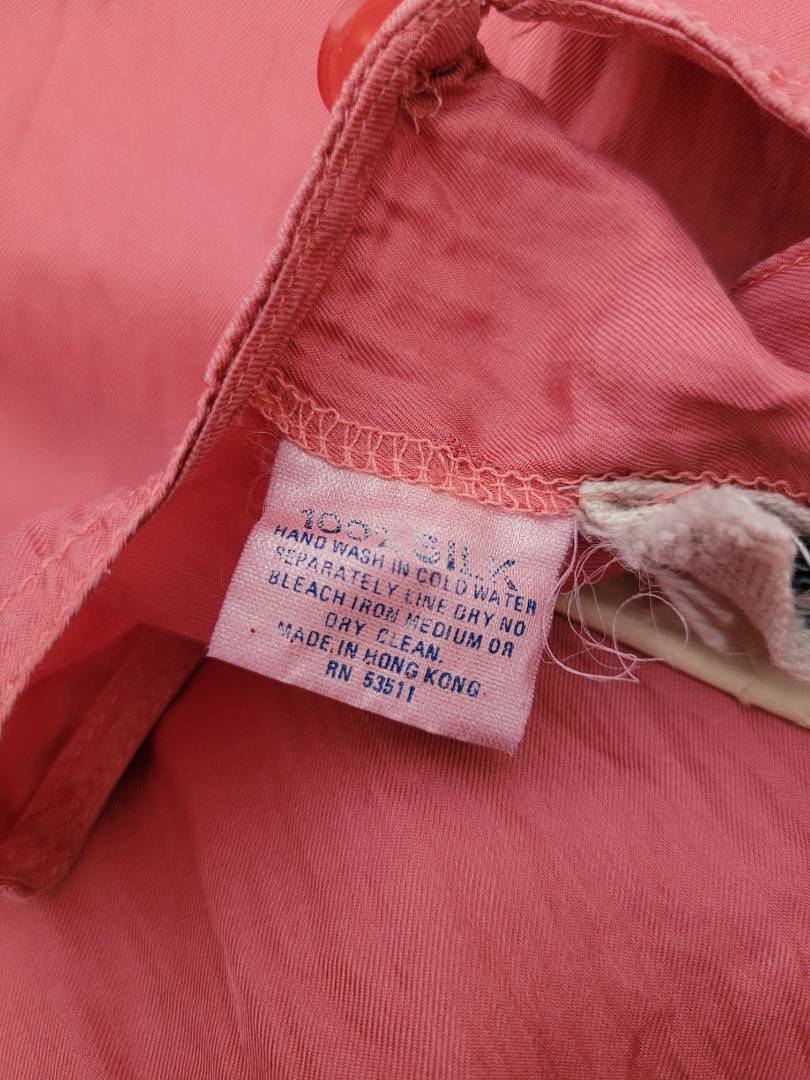 100% SILK
HAND WASH IN COLD WATER
SEPARATELY LINE DRY NO
BLEACH IRON MEDIUM OR
DRY CLEAN.
MADE IN HONG KONG
RN 53511